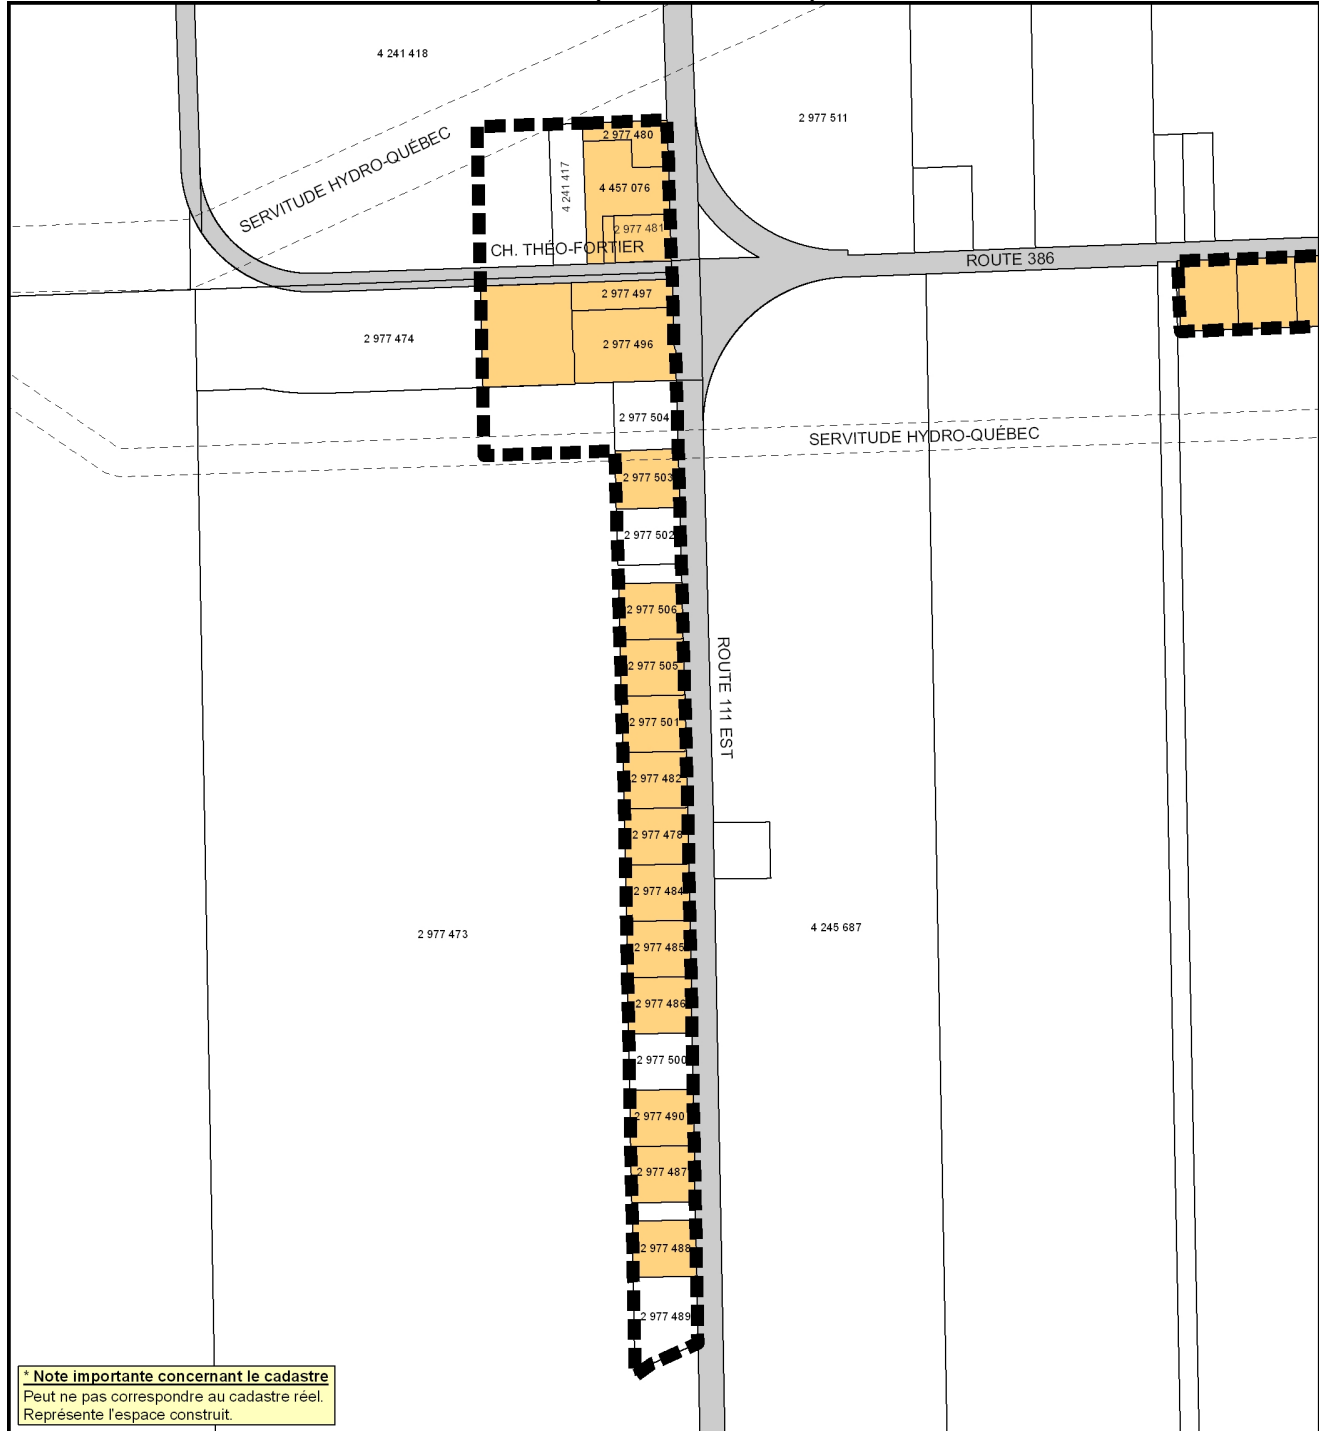 4 241 418
2 977 511
2 977 480
SERVITUDE HYDRO-QUÉBEC
4 241 417
4 457 076
2 977 481
CH. THÉO-FORTIER
ROUTE 386
2 977 497
2 977 474
2 977 496
2 977 504
SERVITUDE HYDRO-QUÉBEC
2 977 503
2 977 502
2 977 506
2 977 505
ROUTE 111 EST
2 977 501
2 977 482
2 977 478
2 977 484
2 977 473
4 245 687
2 977 485
2 977 486
2 977 500
2 977 490
2 977 487
2 977 488
2 977 489
* Note importante concernant le cadastre
Peut ne pas correspondre au cadastre réel.
Représente l'espace construit.